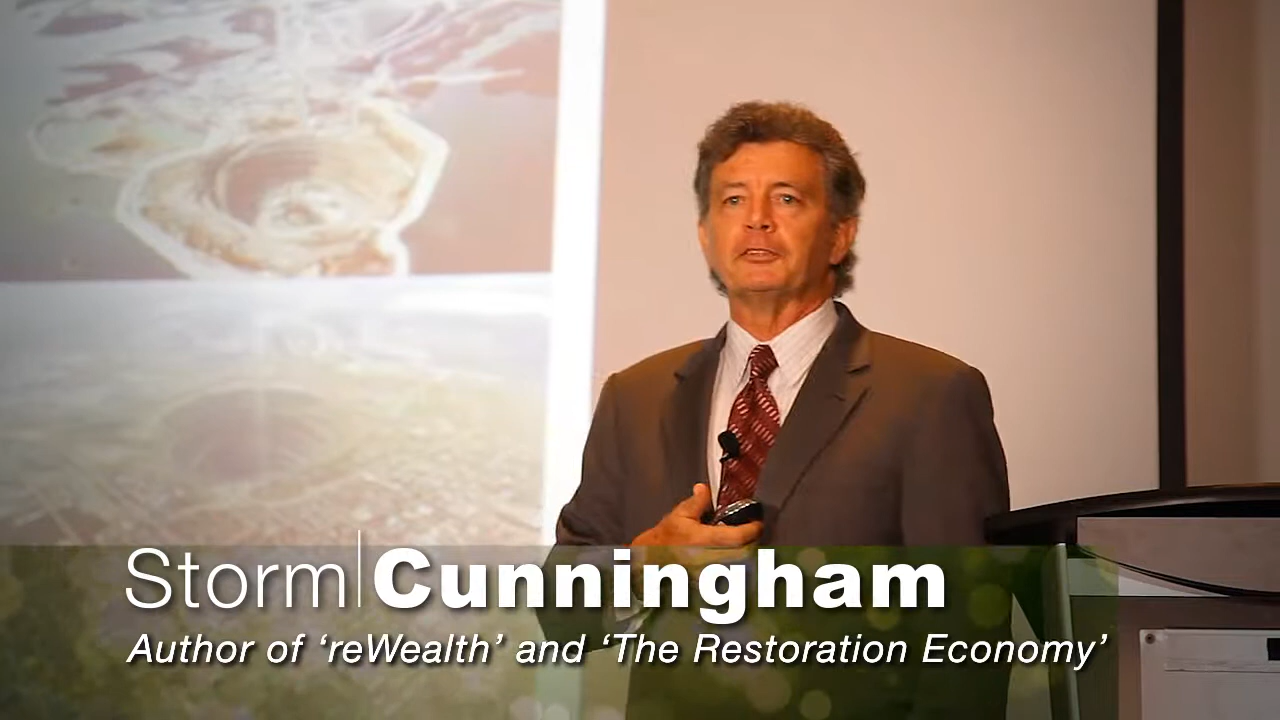 Storm Cunningham
Author of ‘reWealth’ and ‘The Restoration Economy’